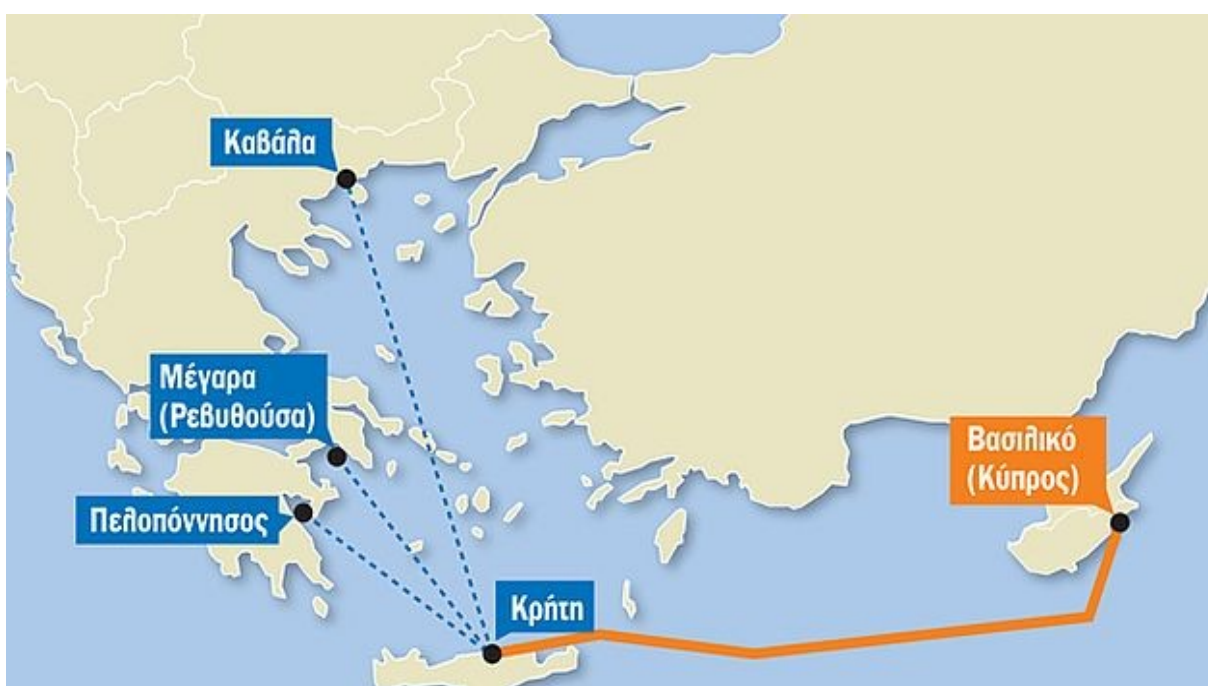 Καβάλα
Μέγαρα
(Ρεβυθούσα)
Πελοπόννησος
Κρήτη
Βασιλικό
(Κύπρος)